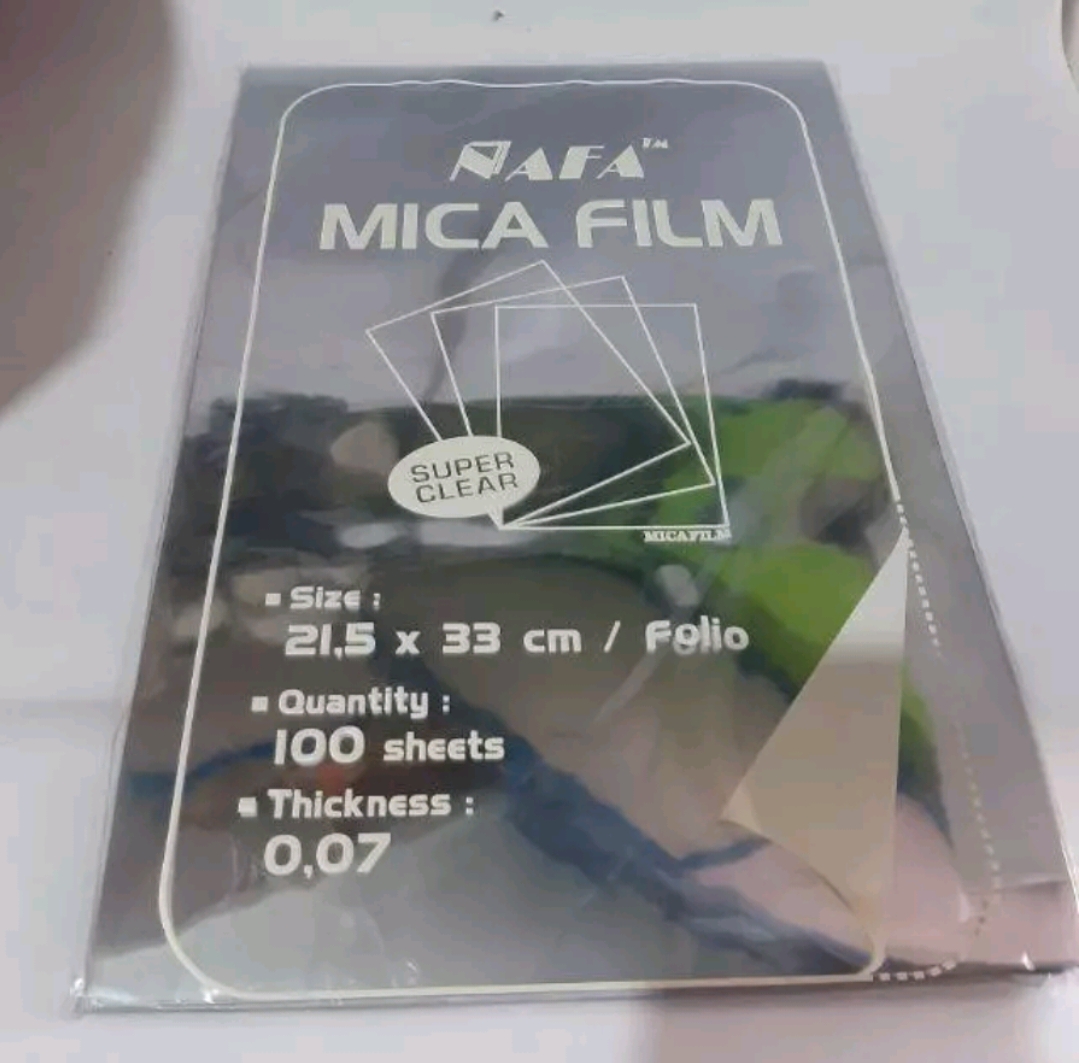 NAFA™
MICA FILM
SUPER
CLEAR
MICAFILM
▪ Size :
21,5 x 33 cm / Folio
▪ Quantity :
100 sheets
▪ Thickness :
0,07